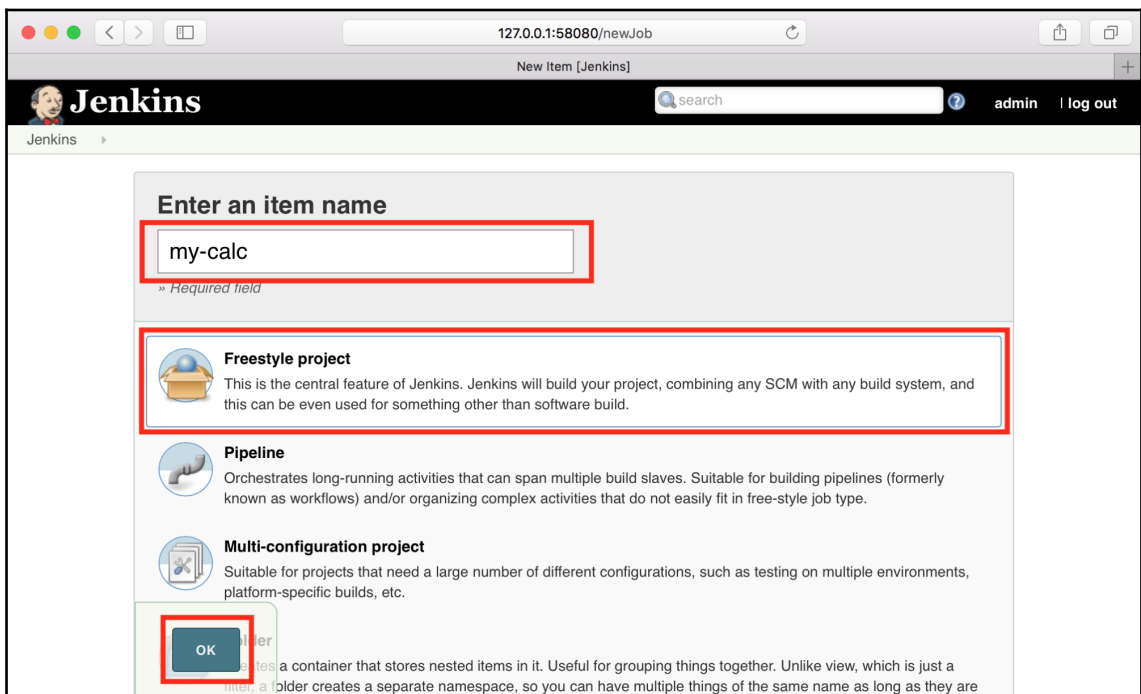 127.0.0.1:58080/newJob
New Item [Jenkins]
Jenkins
search
admin
log out
Jenkins
Enter an item name
my-calc
» Required field
Freestyle project
This is the central feature of Jenkins. Jenkins will build your project, combining any SCM with any build system, and
this can be even used for something other than software build.
Pipeline
Orchestrates long-running activities that can span multiple build slaves. Suitable for building pipelines (formerly
known as workflows) and/or organizing complex activities that do not easily fit in free-style job type.
Multi-configuration project
Suitable for projects that need a large number of different configurations, such as testing on multiple environments,
platform-specific builds, etc.
OK
a container that stores nested items in it. Useful for grouping things together. Unlike view, which is just a
filter, a folder creates a separate namespace, so you can have multiple things of the same name as long as they are